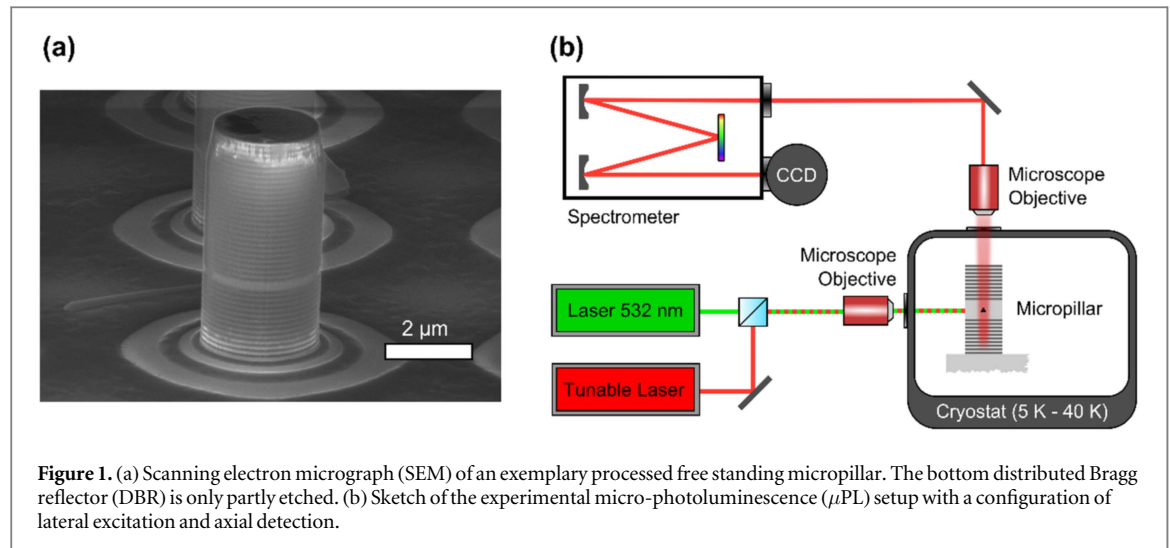 (a)
(b)
2 μm
CCD
Spectrometer
Microscope
Objective
Microscope
Objective
Laser 532 nm
Micropillar
Tunable Laser
Cryostat (5 K - 40 K)
Figure 1. (a) Scanning electron micrograph (SEM) of an exemplary processed free standing micropillar. The bottom distributed Bragg
reflector (DBR) is only partly etched. (b) Sketch of the experimental micro-photoluminescence (μPL) setup with a configuration of
lateral excitation and axial detection.